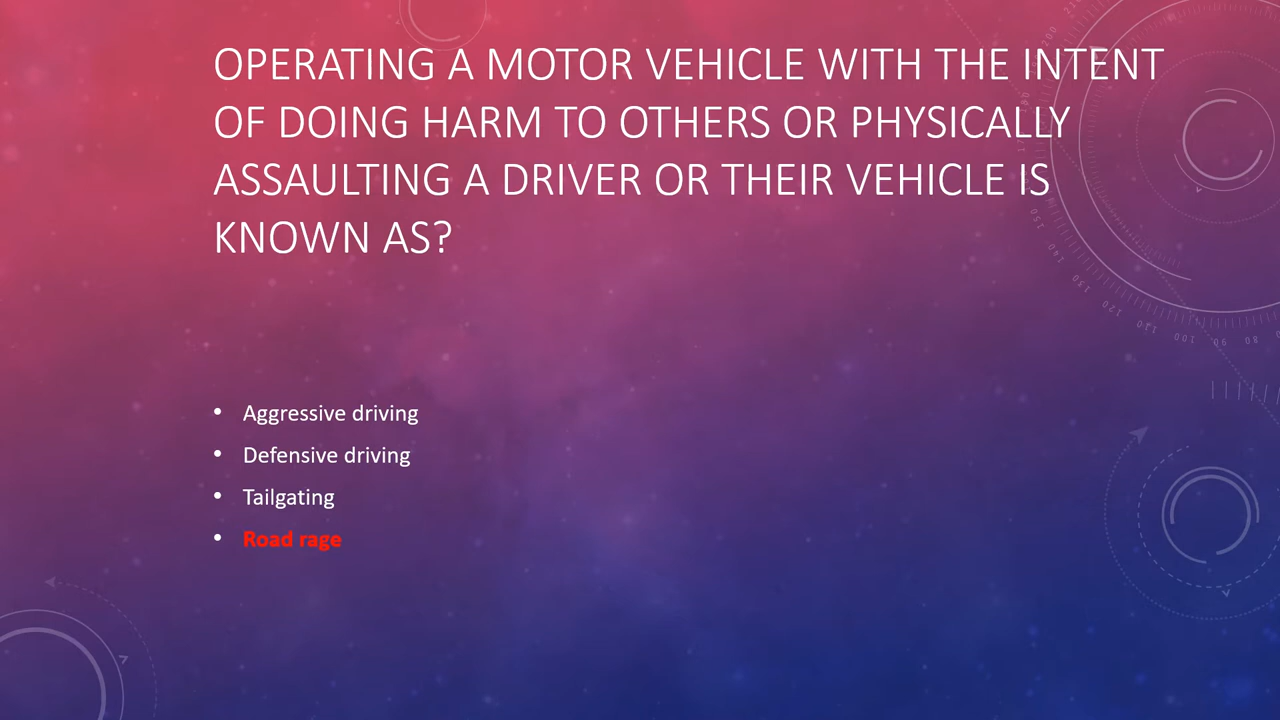 OPERATING A MOTOR VEHICLE WITH THE INTENT
OF DOING HARM TO OTHERS OR PHYSICALLY
ASSAULTING A DRIVER OR THEIR VEHICLE IS
KNOWN AS?
• Aggressive driving
• Defensive driving
• Tailgating
• Road rage